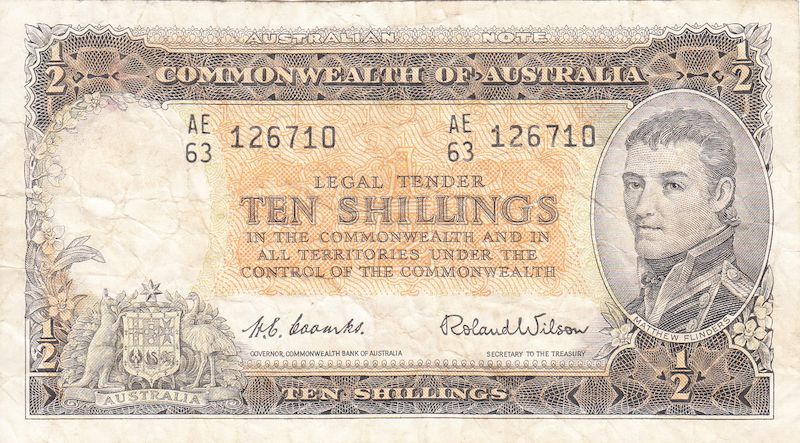 AUSTRALIAN NOTE
1/2
1/2
COMMONWEALTH OF AUSTRALIA
AE
63 126710
AE
63 126710
LEGAL TENDER
TEN SHILLINGS
IN THE COMMONWEALTH AND IN
ALL TERRITORIES UNDER THE
CONTROL OF THE COMMONWEALTH
MATTHEW FLINDERS
H.C. Coombs.
Roland Wilson
GOVERNOR, COMMONWEALTH BANK OF AUSTRALIA
SECRETARY TO THE TREASURY
1/2
1/2
AUSTRALIA
TEN SHILLINGS